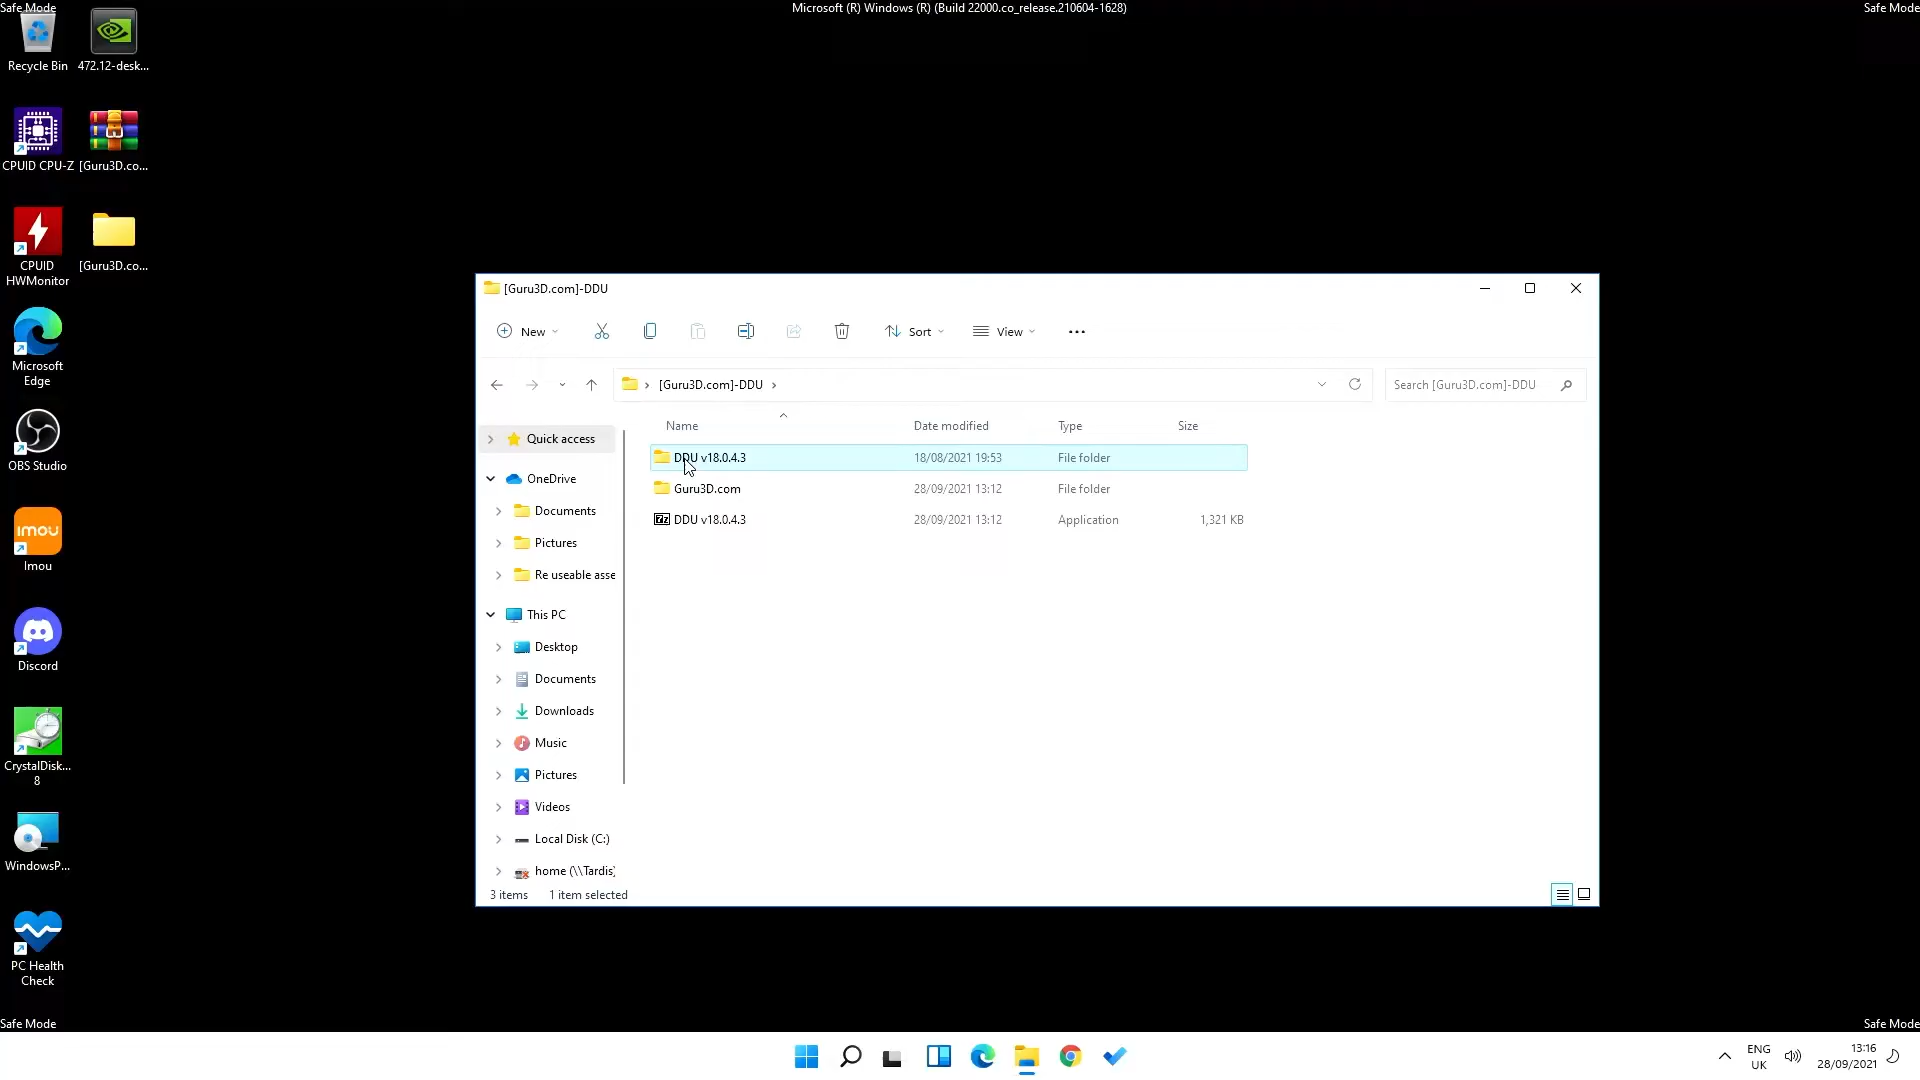 Safe Mode
Microsoft (R) Windows (R) (Build 22000.co_release.210604-1628)
Safe Mode
Recycle Bin
472.12-desk...
CPUID CPU-Z
[Guru3D.co...
CPUID
HWMonitor
[Guru3D.co...
Microsoft
Edge
OBS Studio
imou
Imou
Discord
CrystalDisk...
8
WindowsP...
PC Health
Check
[Guru3D.com]-DDU
New
Sort
View
[Guru3D.com]-DDU
Search [Guru3D.com]-DDU
Name
Date modified
Type
Size
Quick access
OneDrive
Documents
Pictures
Re useable asse
This PC
Desktop
Documents
Downloads
Music
Pictures
Videos
Local Disk (C:)
home (\\Tardis)
DDU v18.0.4.3
18/08/2021 19:53
File folder
Guru3D.com
28/09/2021 13:12
File folder
7z
DDU v18.0.4.3
28/09/2021 13:12
Application
1,321 KB
3 items
1 item selected
Safe Mode
Safe Mode
ENG
UK
13:16
28/09/2021